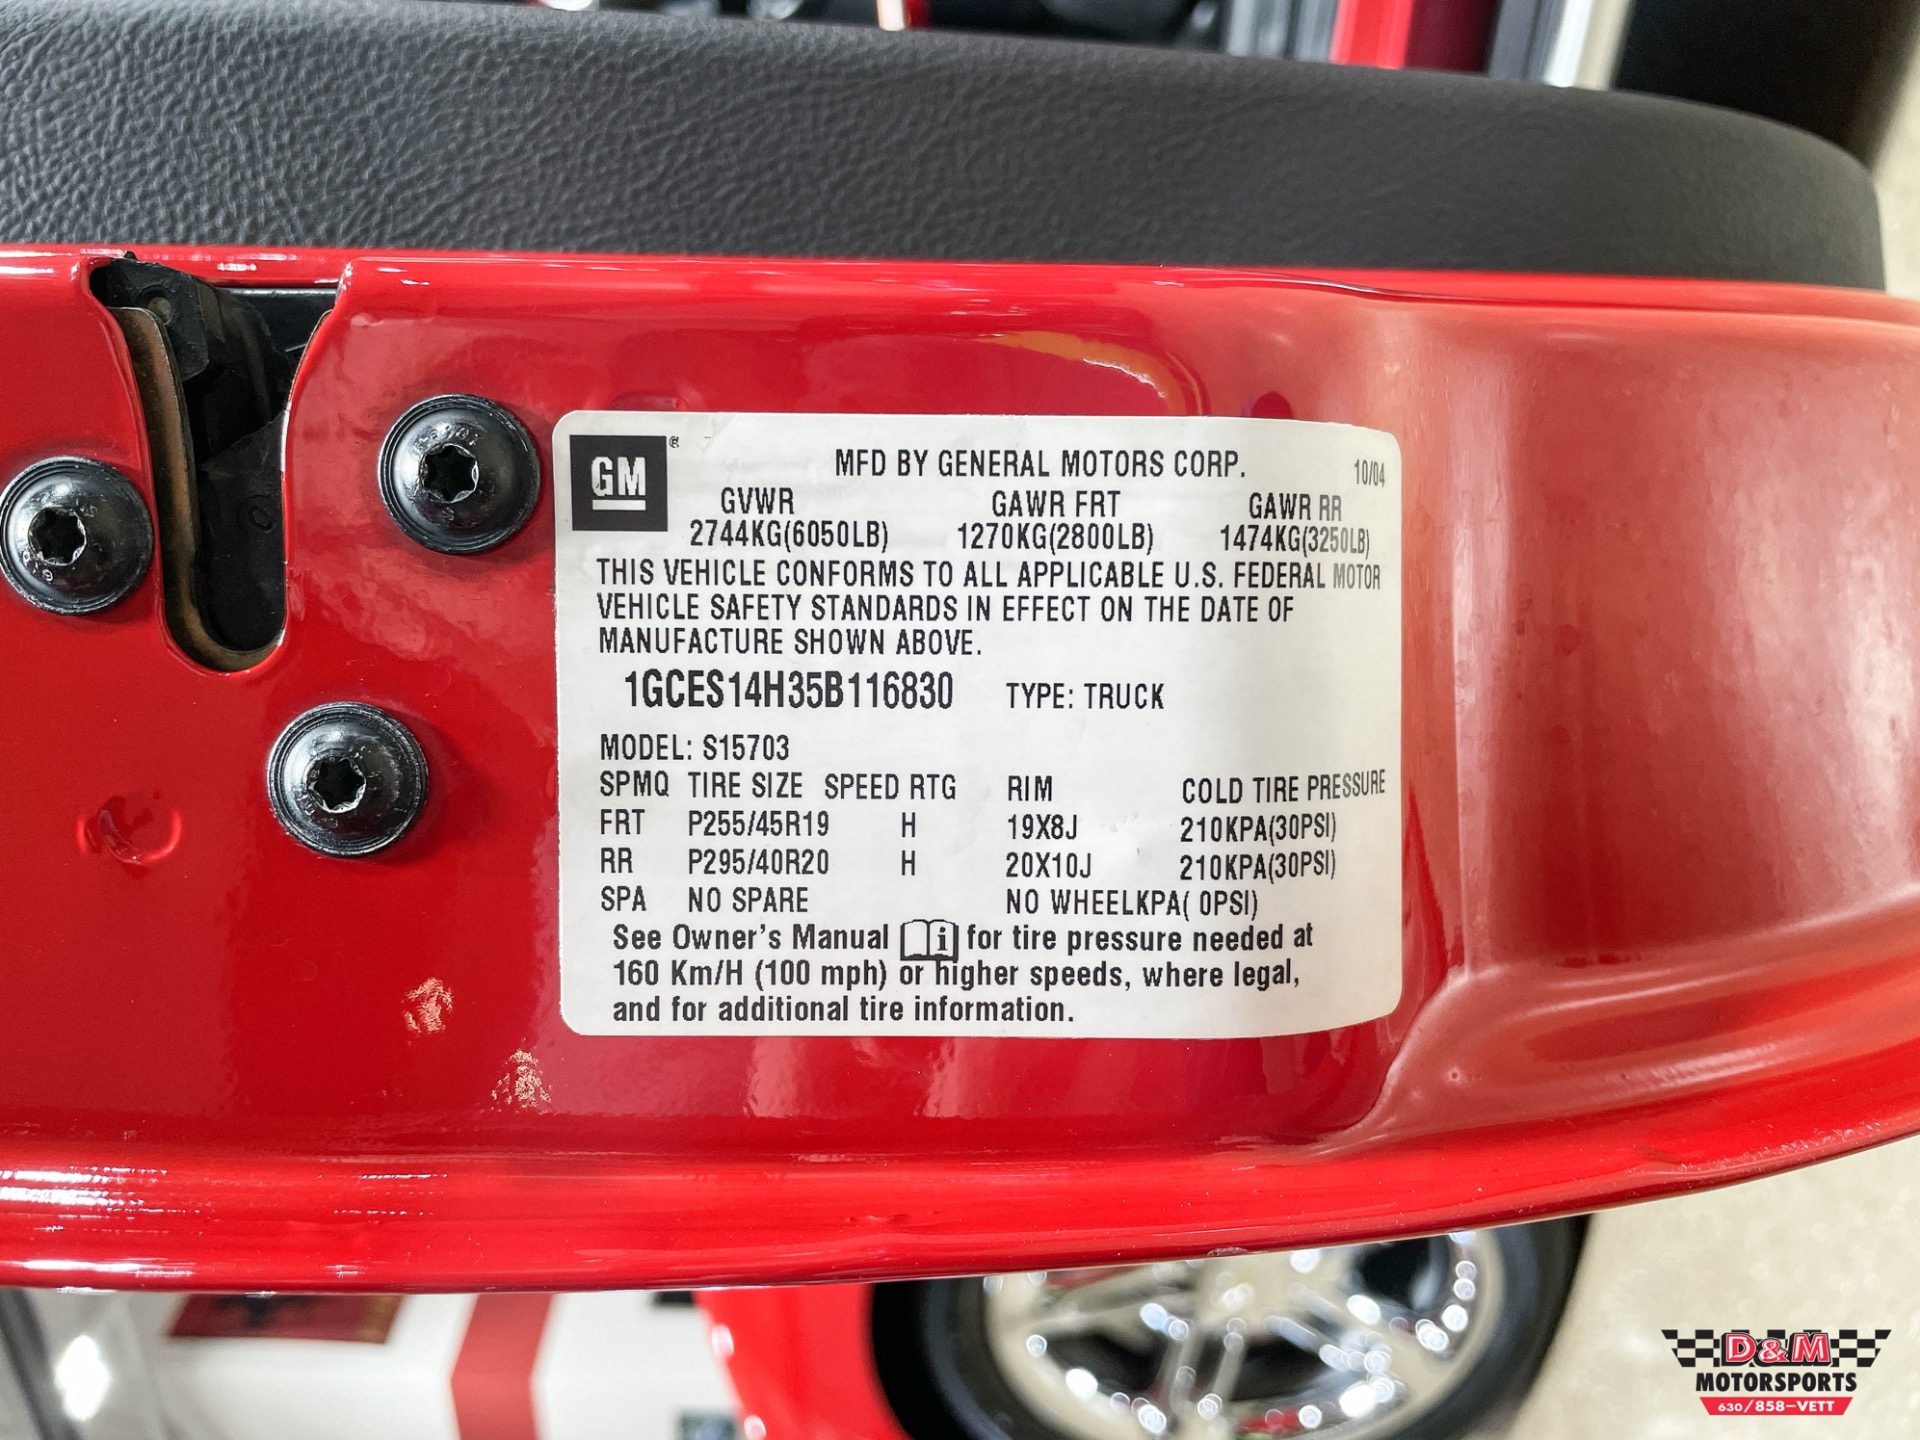 GM ®
MFD BY GENERAL MOTORS CORP. 10/04
GVWR GAWR FRT GAWR RR
2744KG(6050LB) 1270KG(2800LB) 1474KG(3250LB)
THIS VEHICLE CONFORMS TO ALL APPLICABLE U.S. FEDERAL MOTOR
VEHICLE SAFETY STANDARDS IN EFFECT ON THE DATE OF
MANUFACTURE SHOWN ABOVE.
1GCES14H35B116830 TYPE: TRUCK
MODEL: S15703
SPMQ TIRE SIZE SPEED RTG RIM COLD TIRE PRESSURE
FRT P255/45R19 H 19X8J 210KPA(30PSI)
RR P295/40R20 H 20X10J 210KPA(30PSI)
SPA NO SPARE NO WHEELKPA( 0PSI)
See Owner's Manual i for tire pressure needed at
160 Km/H (100 mph) or higher speeds, where legal,
and for additional tire information.
D&M
MOTORSPORTS
630/858-VETT